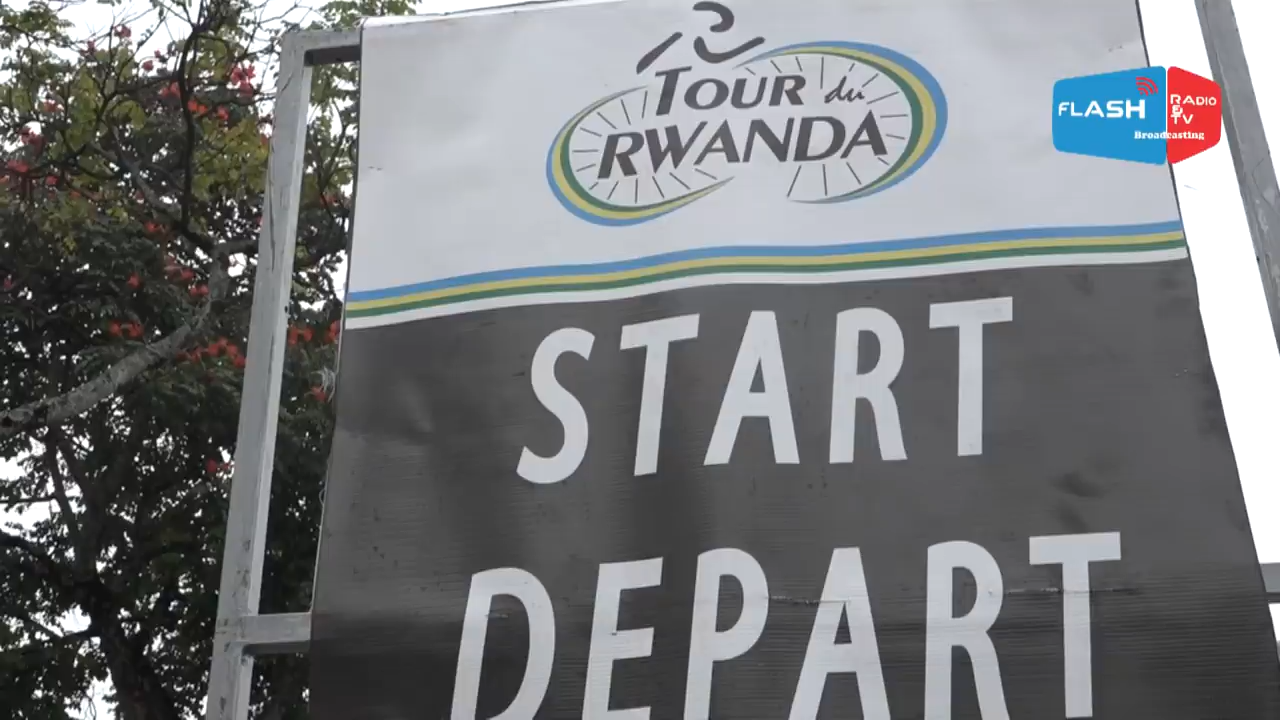 TOUR du
RWANDA
FLASH
RADIO
&
TV
Broadcasting
START
DEPART